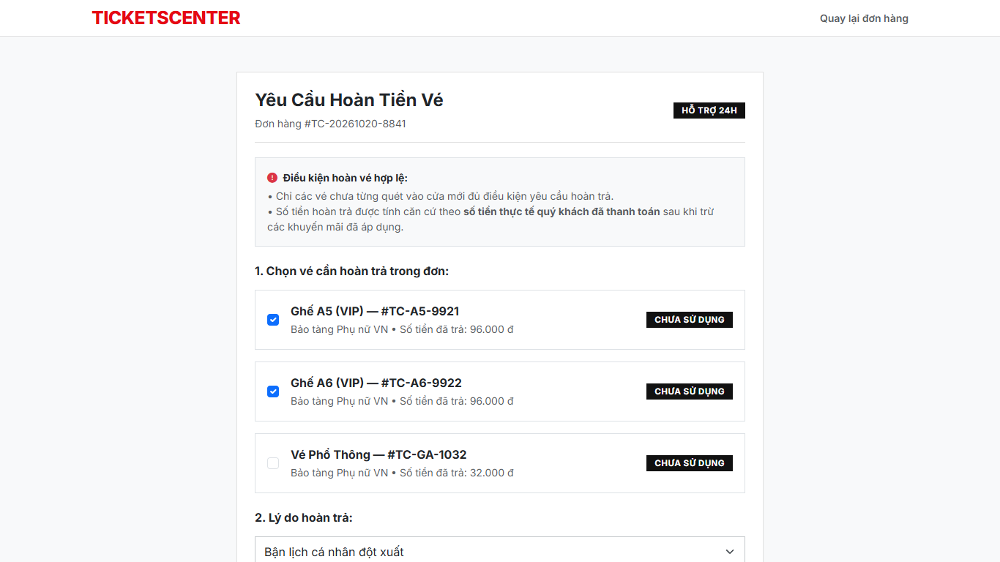 TICKETSCENTER
Quay lại đơn hàng
Yêu Cầu Hoàn Tiền Vé
Đơn hàng #TC-20261020-8841
HỖ TRỢ 24H
Điều kiện hoàn vé hợp lệ:
• Chỉ các vé chưa từng quét vào cửa mới đủ điều kiện yêu cầu hoàn trả.
• Số tiền hoàn trả được tính căn cứ theo số tiền thực tế quý khách đã thanh toán sau khi trừ
các khuyến mãi đã áp dụng.
1. Chọn vé cần hoàn trả trong đơn:
Ghế A5 (VIP) — #TC-A5-9921
Bảo tàng Phụ nữ VN • Số tiền đã trả: 96.000 đ
CHƯA SỬ DỤNG
Ghế A6 (VIP) — #TC-A6-9922
Bảo tàng Phụ nữ VN • Số tiền đã trả: 96.000 đ
CHƯA SỬ DỤNG
Vé Phổ Thông — #TC-GA-1032
Bảo tàng Phụ nữ VN • Số tiền đã trả: 32.000 đ
CHƯA SỬ DỤNG
2. Lý do hoàn trả:
Bận lịch cá nhân đột xuất